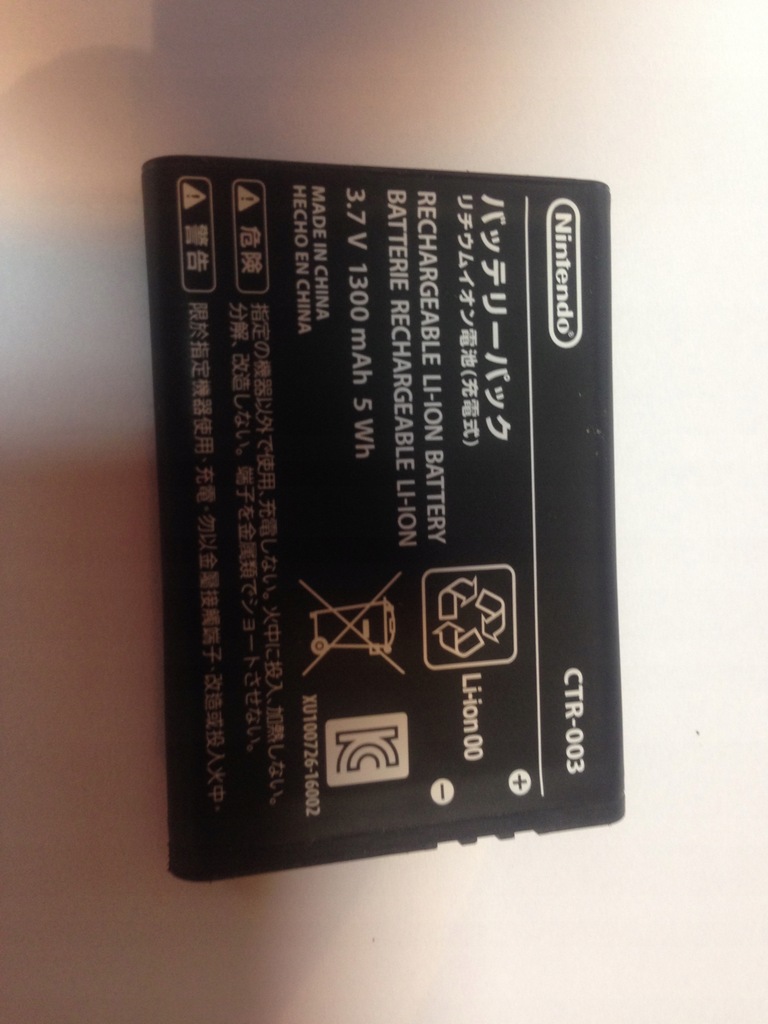 Nintendo®
CTR-003
バッテリーパック
リチウムイオン電池(充電式)
RECHARGEABLE LI-ION BATTERY
BATTERIE RECHARGEABLE LI-ION
3.7 V 1300 mAh 5 Wh
MADE IN CHINA
HECHO EN CHINA
Li-ion00
XU100726-16002
危険
指定の機器以外で使用、充電しない。火中に投入、加熱しない。
分解、改造しない。端子を金属類でショートさせない。
警告
限於指定機器使用・充電・勿以金屬接觸端子・改造或投入火中・